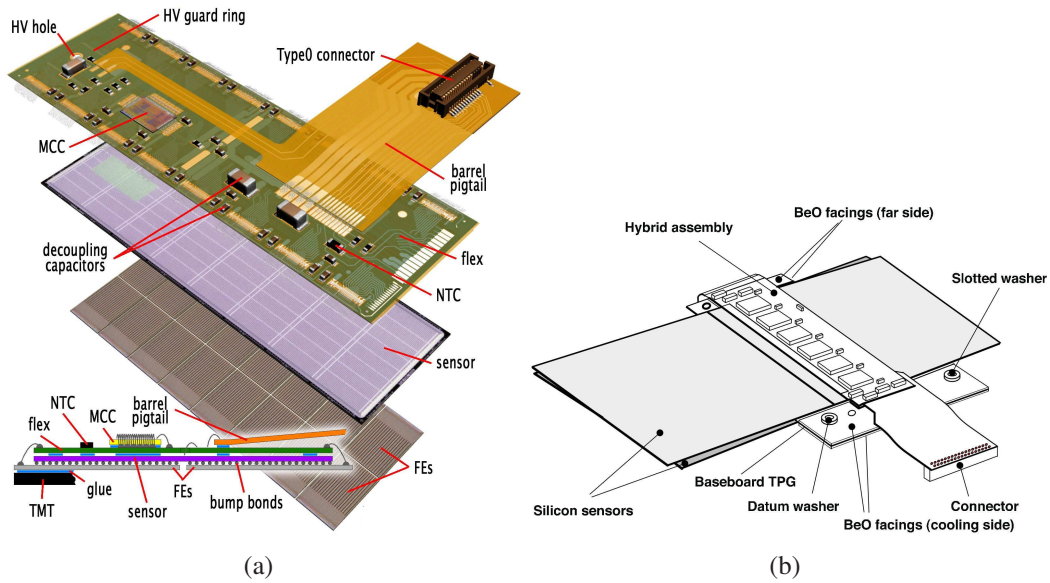 HV guard ring
HV hole
Type0 connector
MCC
barrel
pigtail
decoupling
capacitors
flex
NTC
sensor
barrel
pigtail
NTC
MCC
flex
FEs
glue
FEs
bump bonds
sensor
TMT
(a)
BeO facings (far side)
Hybrid assembly
Slotted washer
Baseboard TPG
Silicon sensors
Datum washer
Connector
BeO facings (cooling side)
(b)